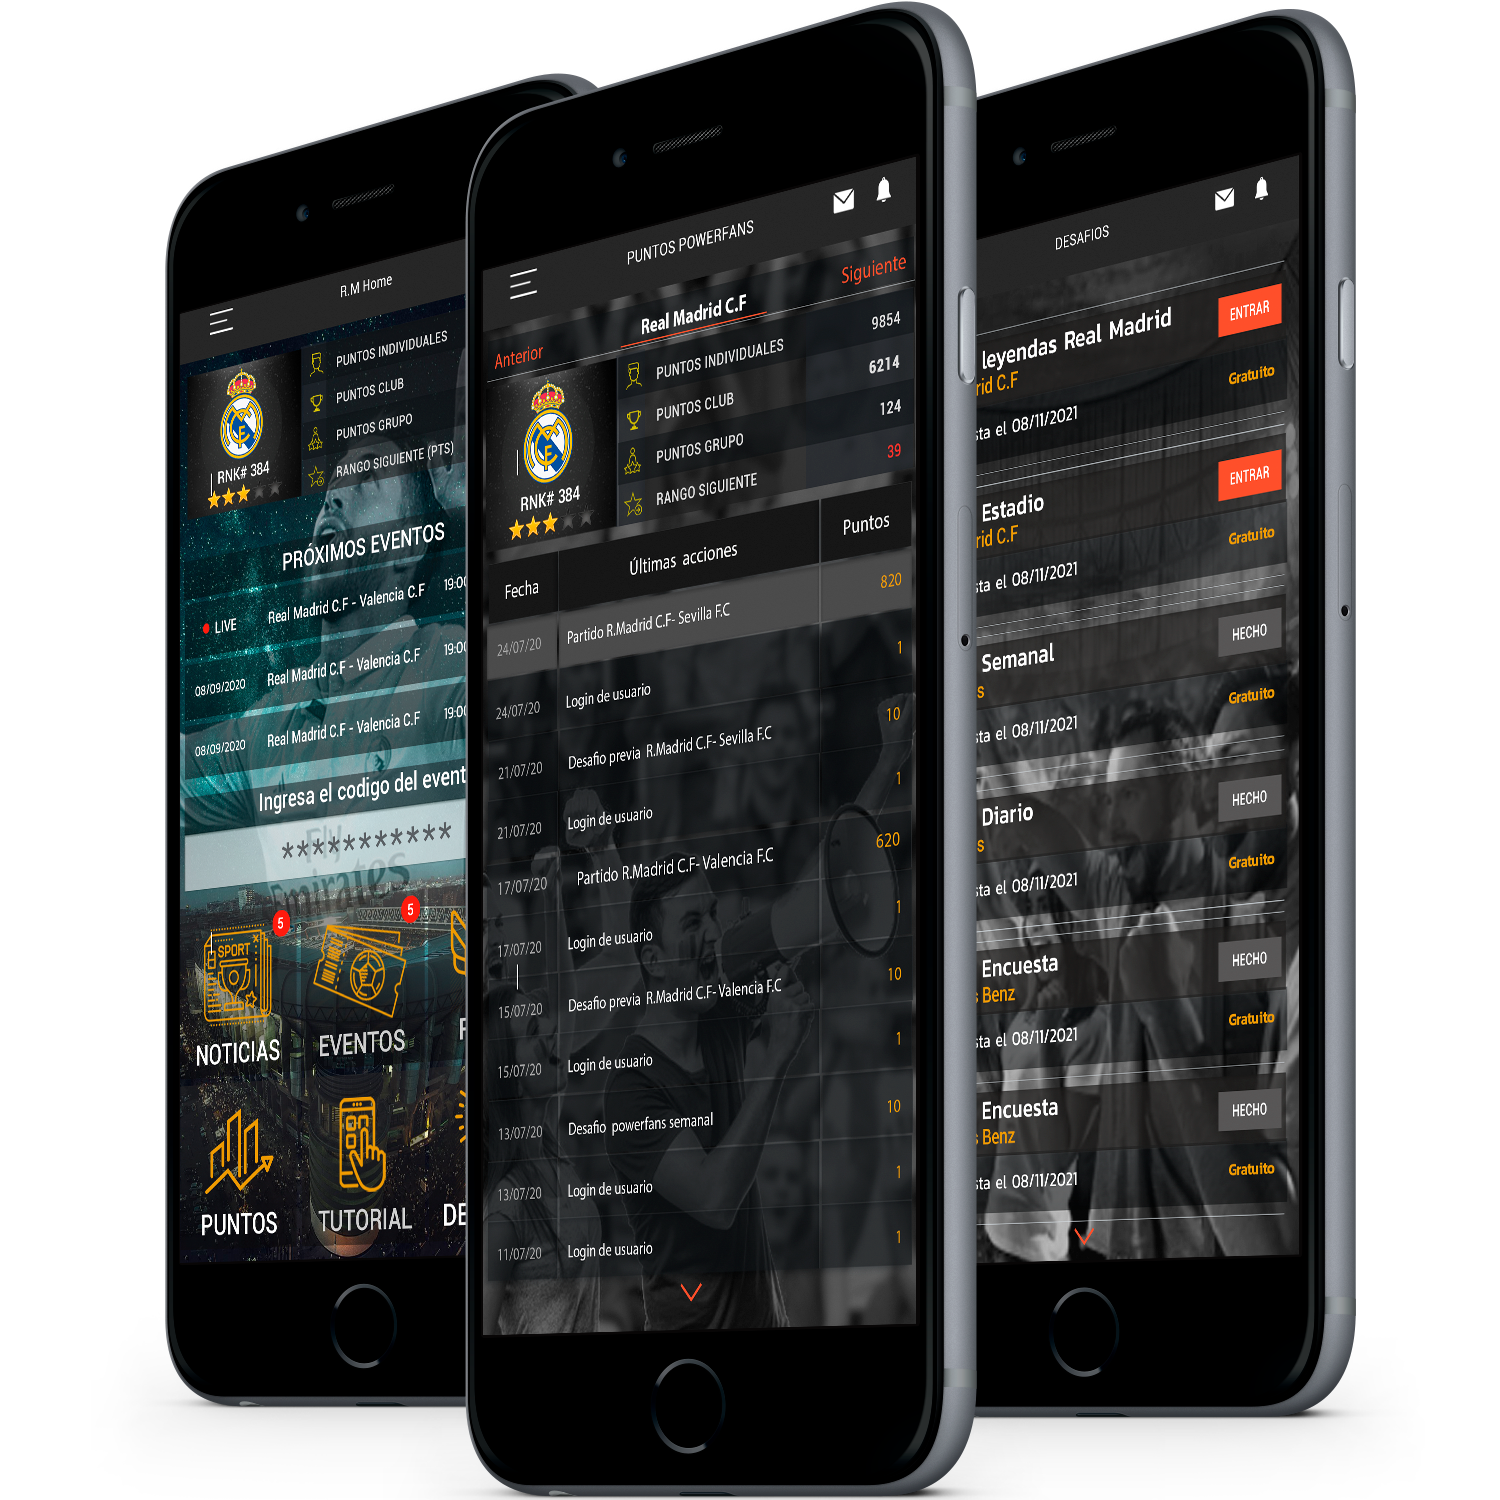 R.M Home
PUNTOS INDIVIDUALES
PUNTOS CLUB
PUNTOS GRUPO
RANGO SIGUIENTE (PTS)
RNK# 384
PRÓXIMOS EVENTOS
LIVE Real Madrid C.F - Valencia C.F 19:00
08/09/2020 Real Madrid C.F - Valencia C.F 19:00
08/09/2020 Real Madrid C.F - Valencia C.F 19:00
Ingresa el codigo del event
***********
Fly
Emirates
5
5
SPORT
NOTICIAS
EVENTOS
PUNTOS
TUTORIAL
DE
PUNTOS POWERFANS
Anterior
Real Madrid C.F
Siguiente
PUNTOS INDIVIDUALES 9854
PUNTOS CLUB 6214
PUNTOS GRUPO 124
RANGO SIGUIENTE 39
RNK# 384
Fecha Últimas acciones Puntos
24/07/20 Partido R.Madrid C.F- Sevilla F.C 820
24/07/20 Login de usuario 1
21/07/20 Desafio previa R.Madrid C.F- Sevilla F.C 10
21/07/20 Login de usuario 1
17/07/20 Partido R.Madrid C.F- Valencia F.C 620
17/07/20 Login de usuario 1
15/07/20 Desafio previa R.Madrid C.F- Valencia F.C 10
15/07/20 Login de usuario 1
13/07/20 Desafio powerfans semanal 10
13/07/20 Login de usuario 1
11/07/20 Login de usuario 1
DESAFIOS
leyendas Real Madrid ENTRAR
rid C.F Gratuito
sta el 08/11/2021
Estadio ENTRAR
rid C.F Gratuito
sta el 08/11/2021
Semanal HECHO
s Gratuito
sta el 08/11/2021
Diario HECHO
s Gratuito
sta el 08/11/2021
Encuesta HECHO
s Benz Gratuito
sta el 08/11/2021
Encuesta HECHO
s Benz Gratuito
sta el 08/11/2021